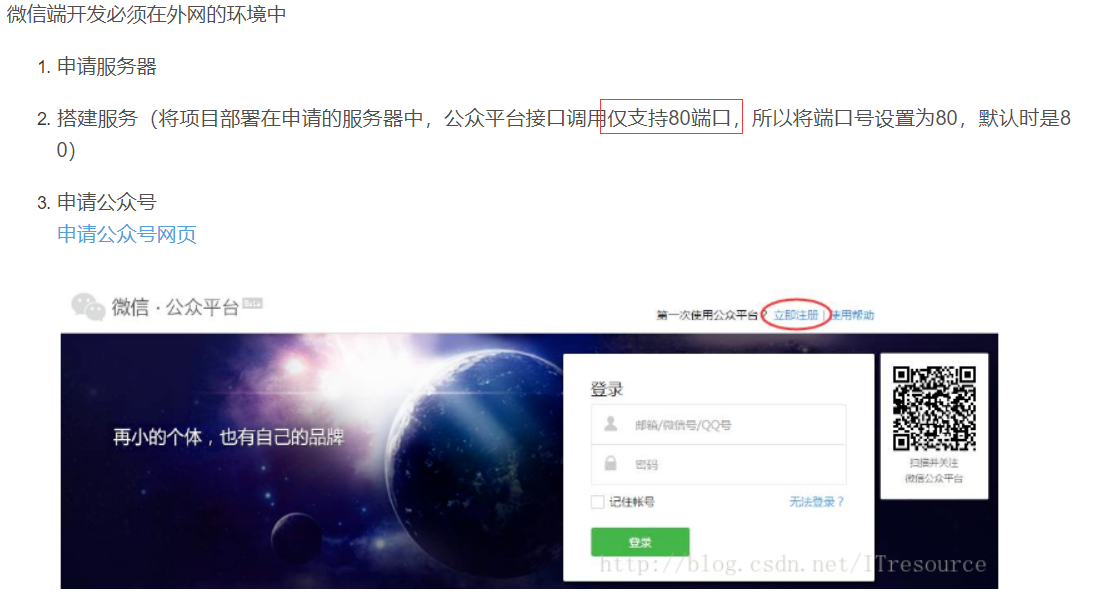 微信端开发必须在外网的环境中
1. 申请服务器
2. 搭建服务（将项目部署在申请的服务器中，公众平台接口调用仅支持80端口，所以将端口号设置为80，默认时是8
0）
3. 申请公众号
申请公众号网页
微信·公众平台 Beta
第一次使用公众平台？ 立即注册 | 使用帮助
再小的个体，也有自己的品牌
登录
邮箱/微信号/QQ号
密码
记住帐号 无法登录？
登录
扫描并关注
微信公众平台
http://blog.csdn.net/ITresource